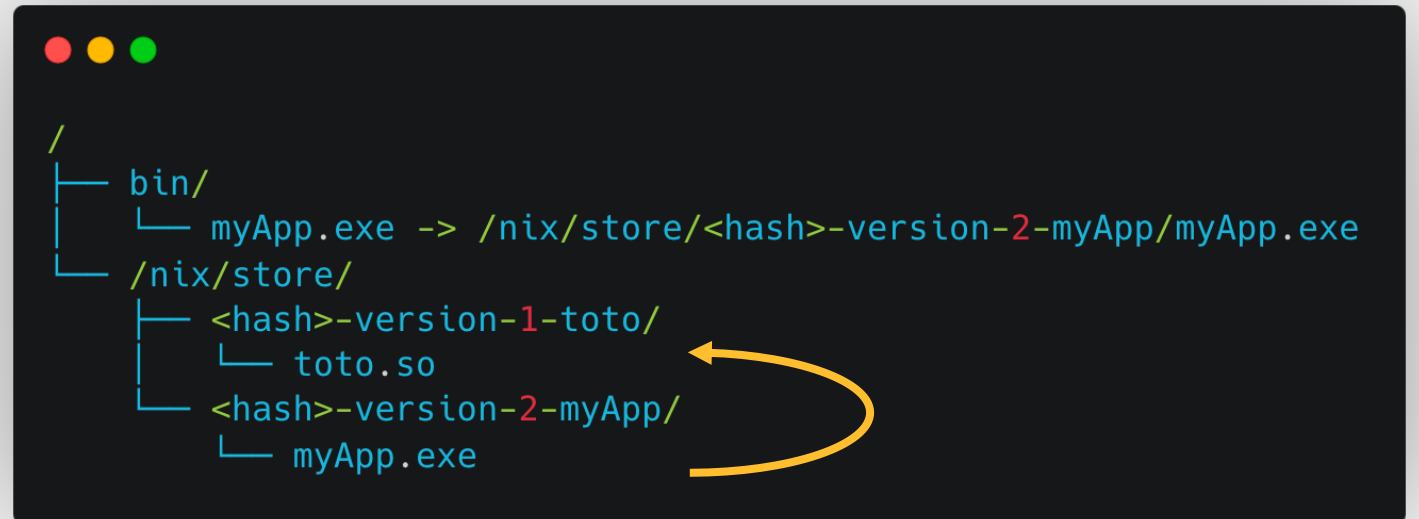 /
├── bin/
│   └── myApp.exe -> /nix/store/<hash>-version-2-myApp/myApp.exe
└── /nix/store/
    ├── <hash>-version-1-toto/
    │   └── toto.so
    └── <hash>-version-2-myApp/
        └── myApp.exe